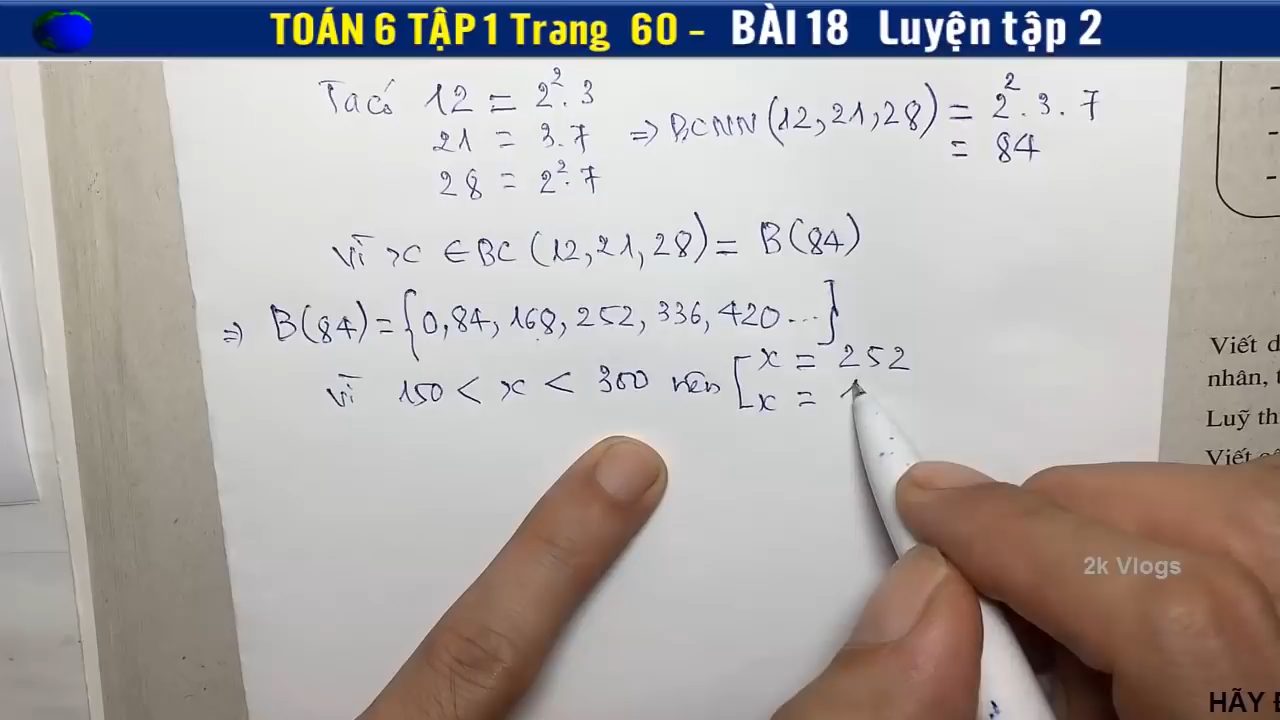 TOÁN 6 TẬP 1 Trang 60 - BÀI 18 Luyện tập 2
Ta có 12 = 2². 3
21 = 3. 7
28 = 2². 7
⇒ BCNN (12, 21, 28) = 2². 3. 7
= 84
Vì x ∈ BC (12, 21, 28) = B(84)
⇒ B(84) = {0, 84, 168, 252, 336, 420 ...}
Vì 150 < x < 300 nên [ x = 252
x = 1
Viết d
nhân, t
Luỹ th
Viết
2k Vlogs
HÃY